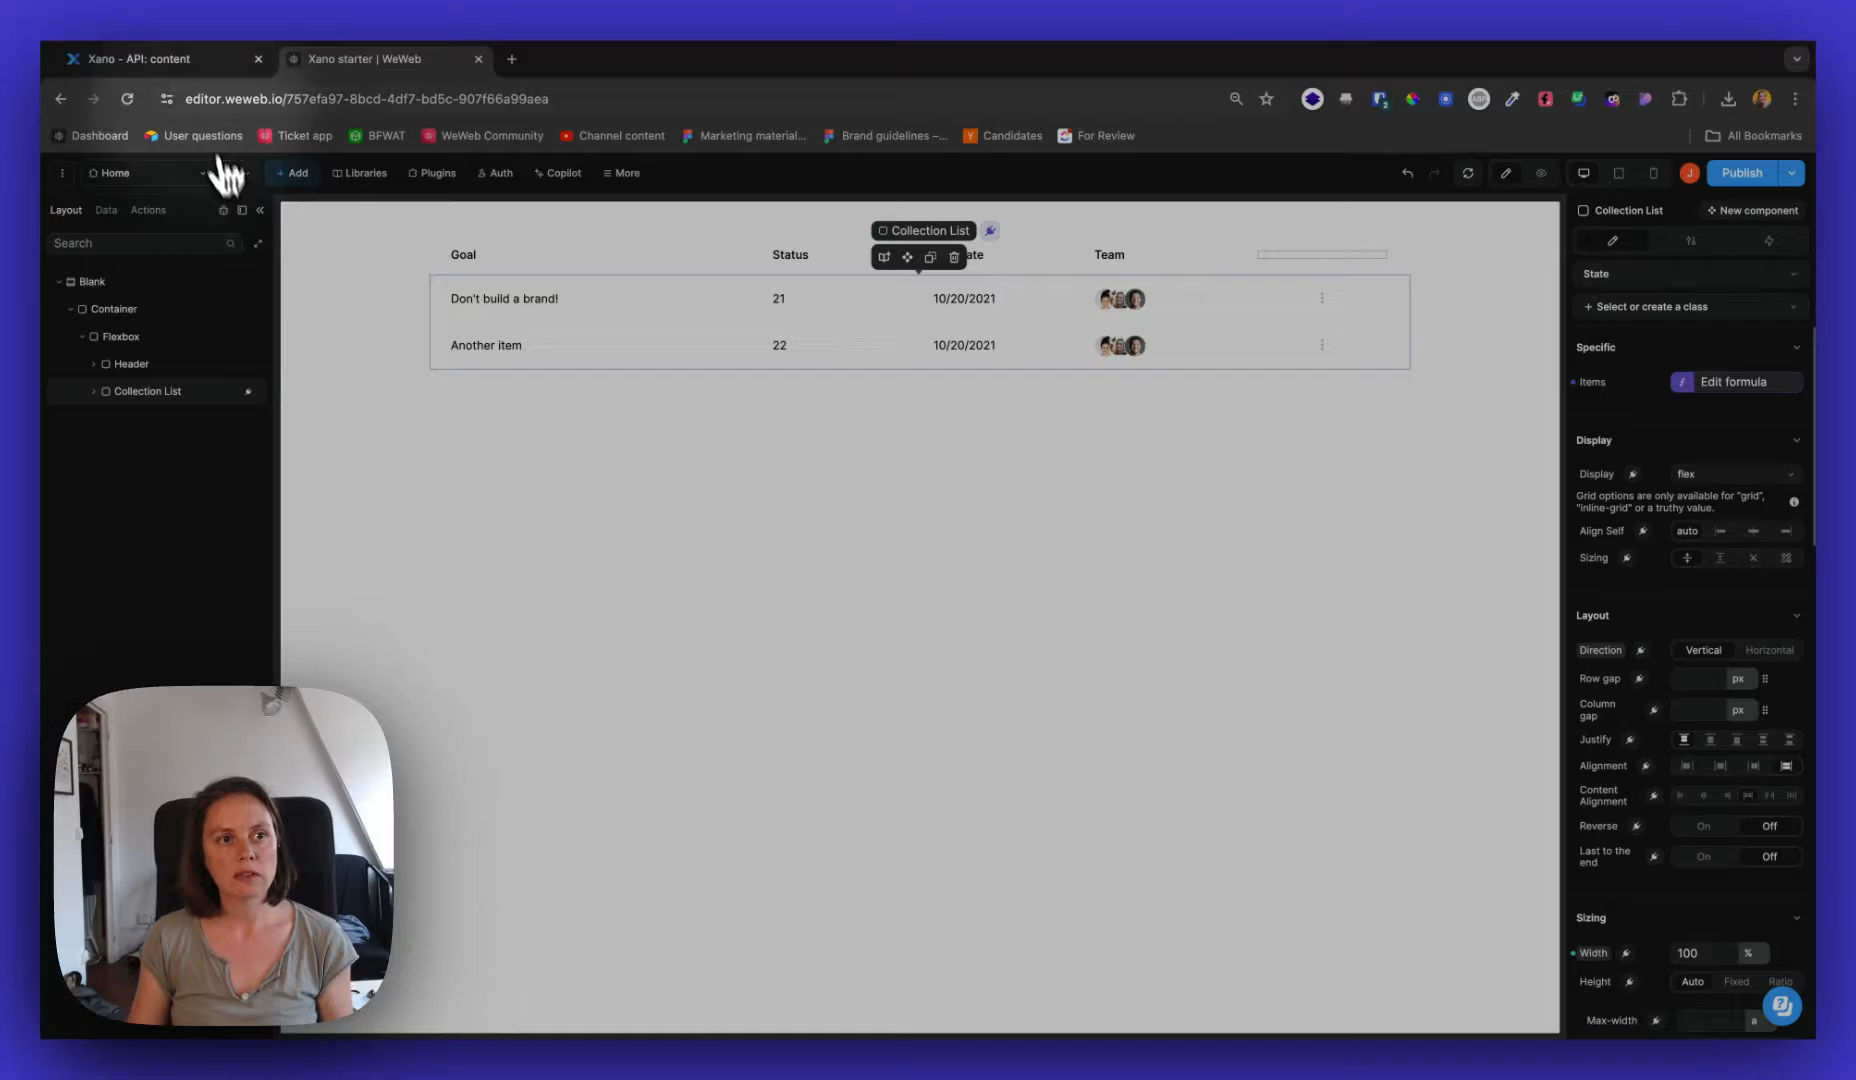 Xano - API: content
Xano starter | WeWeb
editor.weweb.io/757efa97-8bcd-4df7-bd5c-907f66a99aea
Dashboard
User questions
Ticket app
BFWAT
WeWeb Community
Channel content
Marketing material...
Brand guidelines –...
Candidates
For Review
All Bookmarks
Home
+ Add
Libraries
Plugins
Auth
Copilot
More
J
Publish
Layout
Data
Actions
Search
Blank
Container
Flexbox
Header
Collection List
Collection List
Goal
Status
ate
Team
Don't build a brand!
21
10/20/2021
Another item
22
10/20/2021
Collection List
New component
State
+ Select or create a class
Specific
Items
f
Edit formula
Display
Display
flex
Grid options are only available for "grid",
"inline-grid" or a truthy value.
Align Self
auto
Sizing
Layout
Direction
Vertical
Horizontal
Row gap
px
Column
gap
px
Justify
Alignment
Content
Alignment
Reverse
On
Off
Last to the
end
On
Off
Sizing
Width
100
%
Height
Auto
Fixed
Ratio
Max-width
a